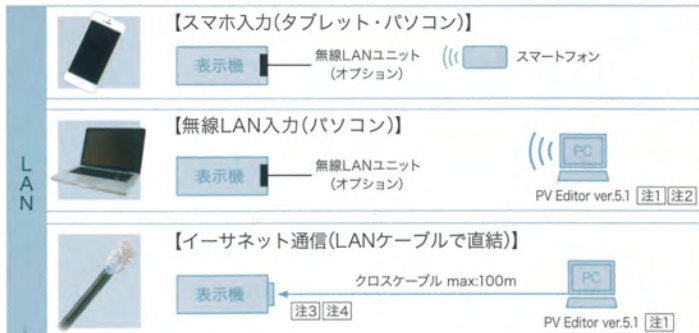 LAN
【スマホ入力(タブレット・パソコン)】
表示機
無線LANユニット
(オプション)
スマートフォン
【無線LAN入力(パソコン)】
表示機
無線LANユニット
(オプション)
PC
PV Editor ver.5.1 注1 注2
【イーサネット通信(LANケーブルで直結)】
表示機
クロスケーブル max:100m
注3 注4
PC
PV Editor ver.5.1 注1